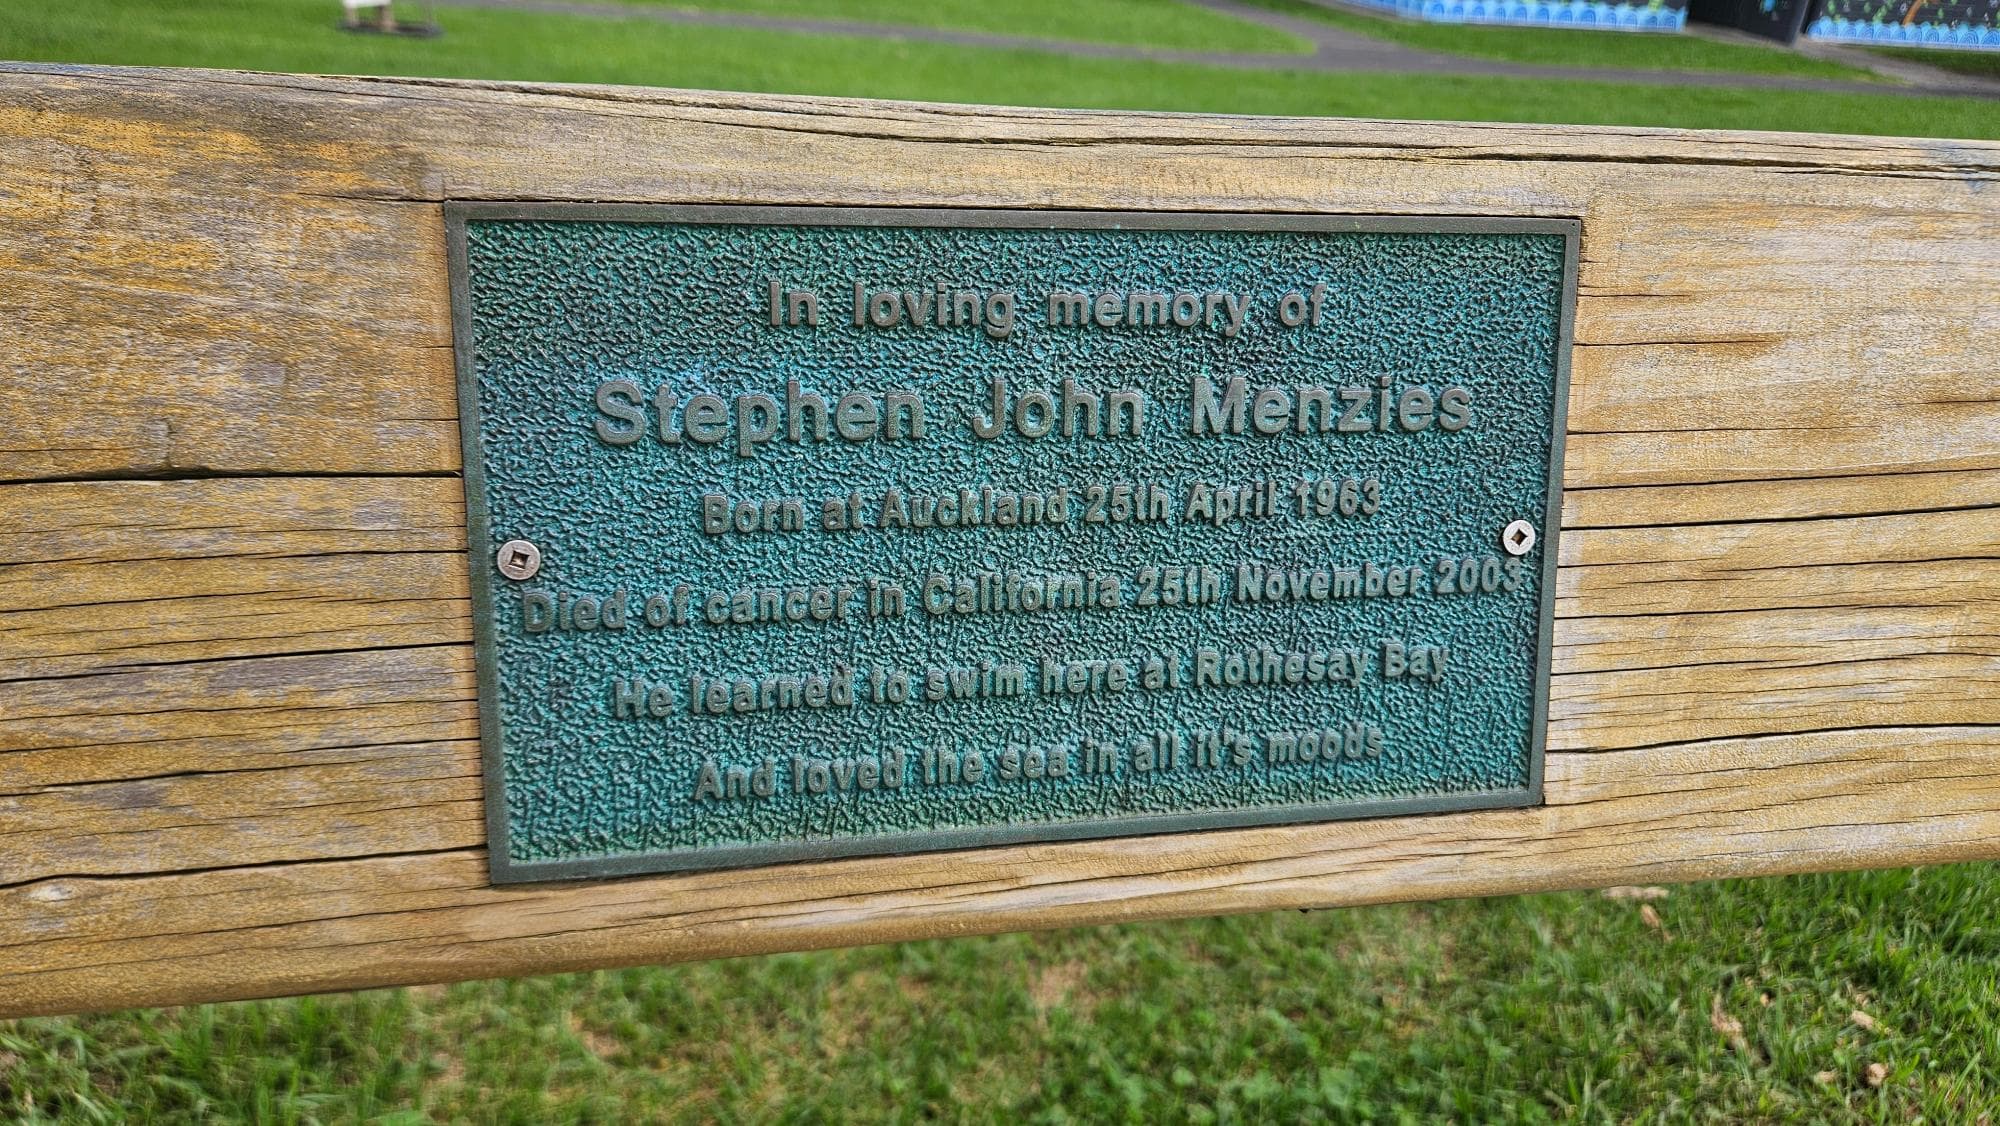 In loving memory of
Stephen John Menzies
Born at Auckland 25th April 1963
Died of cancer in California 25th November 2003
He learned to swim here at Rothesay Bay
And loved the sea in all it's moods